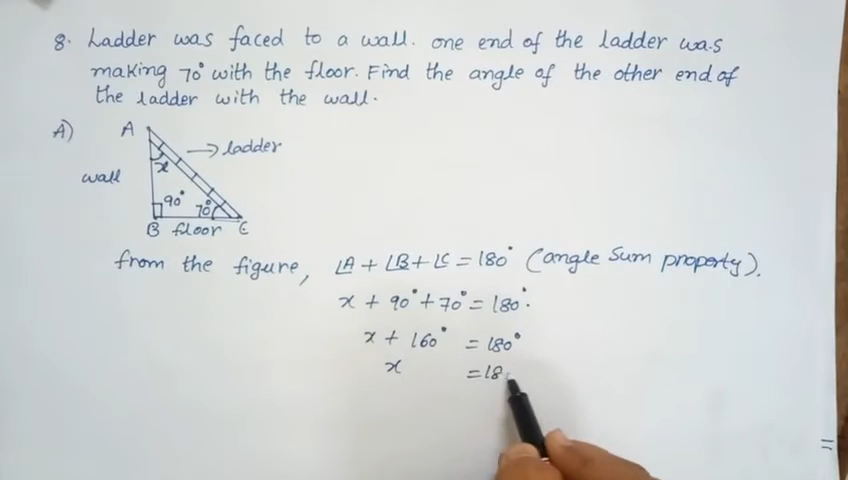 8. Ladder was faced to a wall. one end of the ladder was
making 70° with the floor. Find the angle of the other end of
the ladder with the wall.
A)
A
→ ladder
x
wall
90° 70°
B floor C
from the figure, ∠A + ∠B + ∠C = 180° (angle sum property).
x + 90° + 70° = 180°.
x + 160° = 180°
x = 18
=